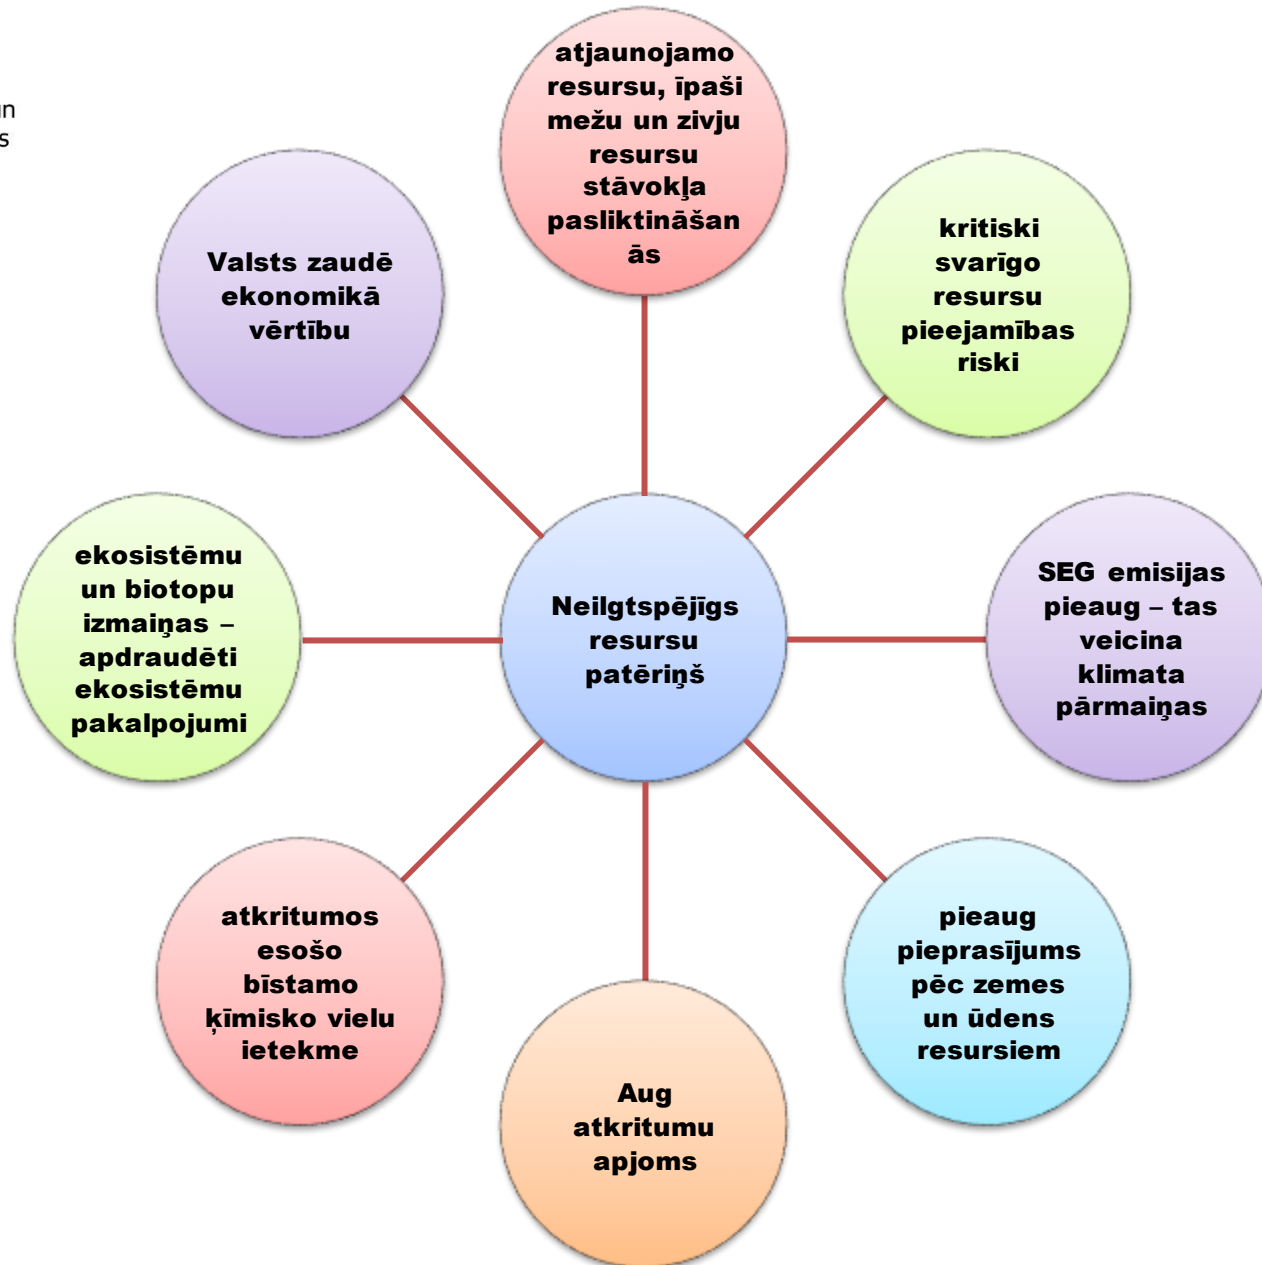 atjaunojamo
resursu, īpaši
mežu un zivju
resursu
stāvokļa
pasliktināšan
ās
kritiski
svarīgo
resursu
pieejamības
riski
SEG emisijas
pieaug – tas
veicina
klimata
pārmaiņas
pieaug
pieprasījums
pēc zemes
un ūdens
resursiem
Aug
atkritumu
apjoms
atkritumos
esošo
bīstamo
ķīmisko vielu
ietekme
ekosistēmu
un biotopu
izmaiņas –
apdraudēti
ekosistēmu
pakalpojumi
Valsts zaudē
ekonomikā
vērtību
Neilgtspējīgs
resursu
patēriņš